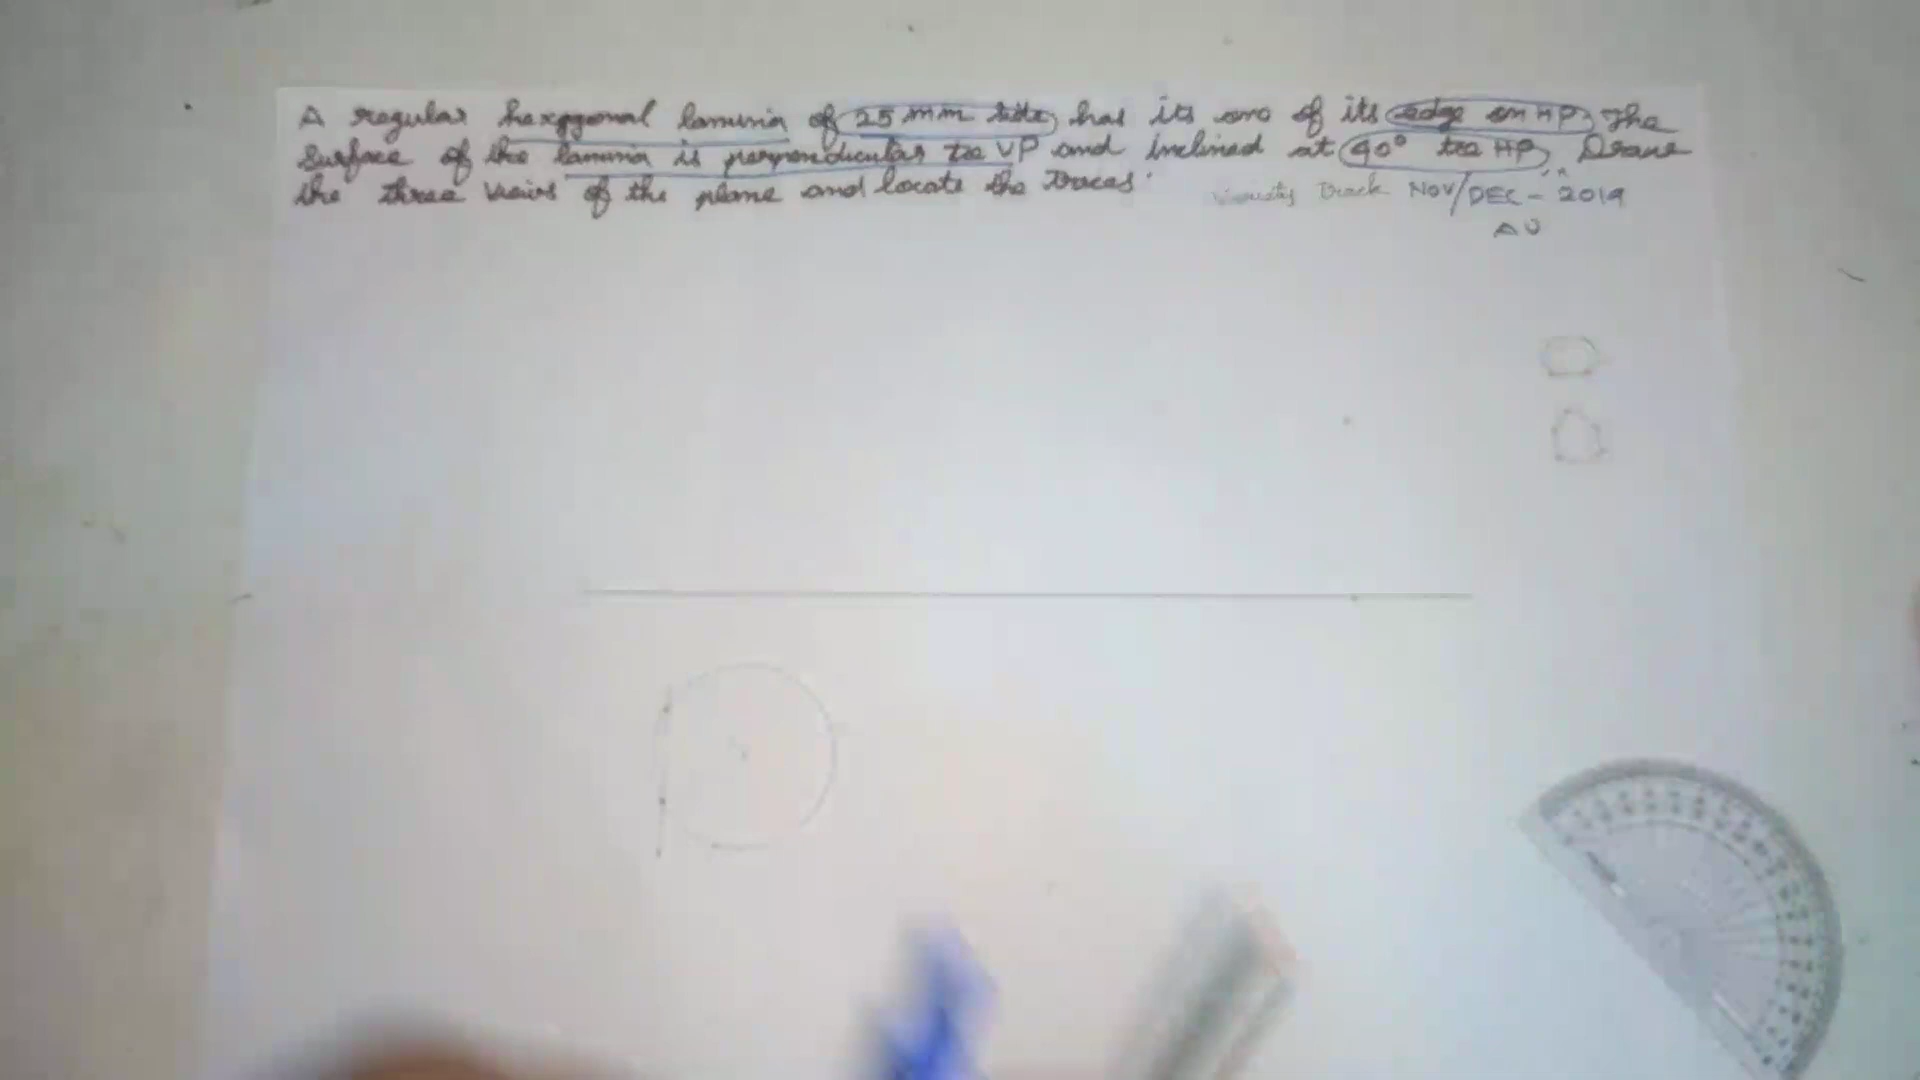 A regular hexagonal lamina of 25 mm side has its one of its edge on HP. The
surface of the lamina is perpendicular to VP and inclined at 40° to HP. Draw
the three views of the plane and locate the traces.
Track NOV/DEC - 2019
AU